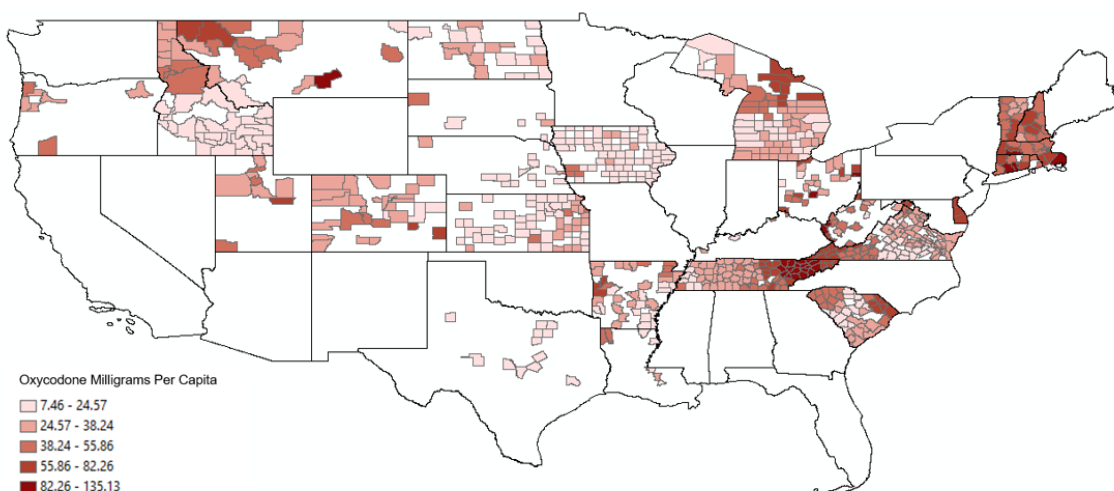 Oxycodone Milligrams Per Capita
7.46 - 24.57
24.57 - 38.24
38.24 - 55.86
55.86 - 82.26
82.26 - 135.13